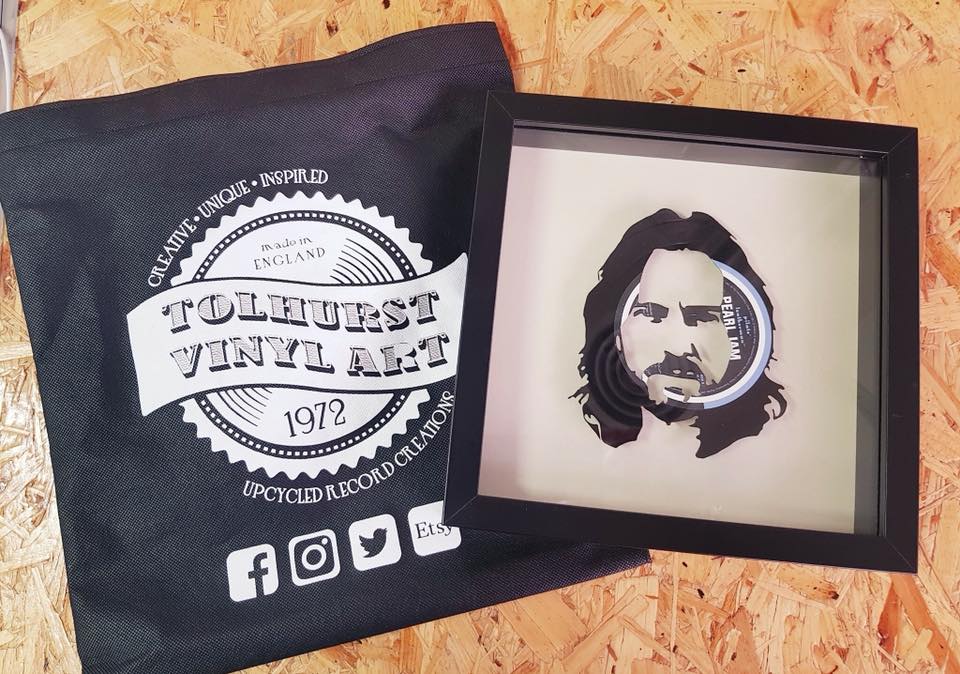 CREATIVE • UNIQUE • INSPIRED
made in
ENGLAND
TOLHURST
VINYL ART
1972
UPCYCLED RECORD CREATIONS
Etsy
PEARL JAM